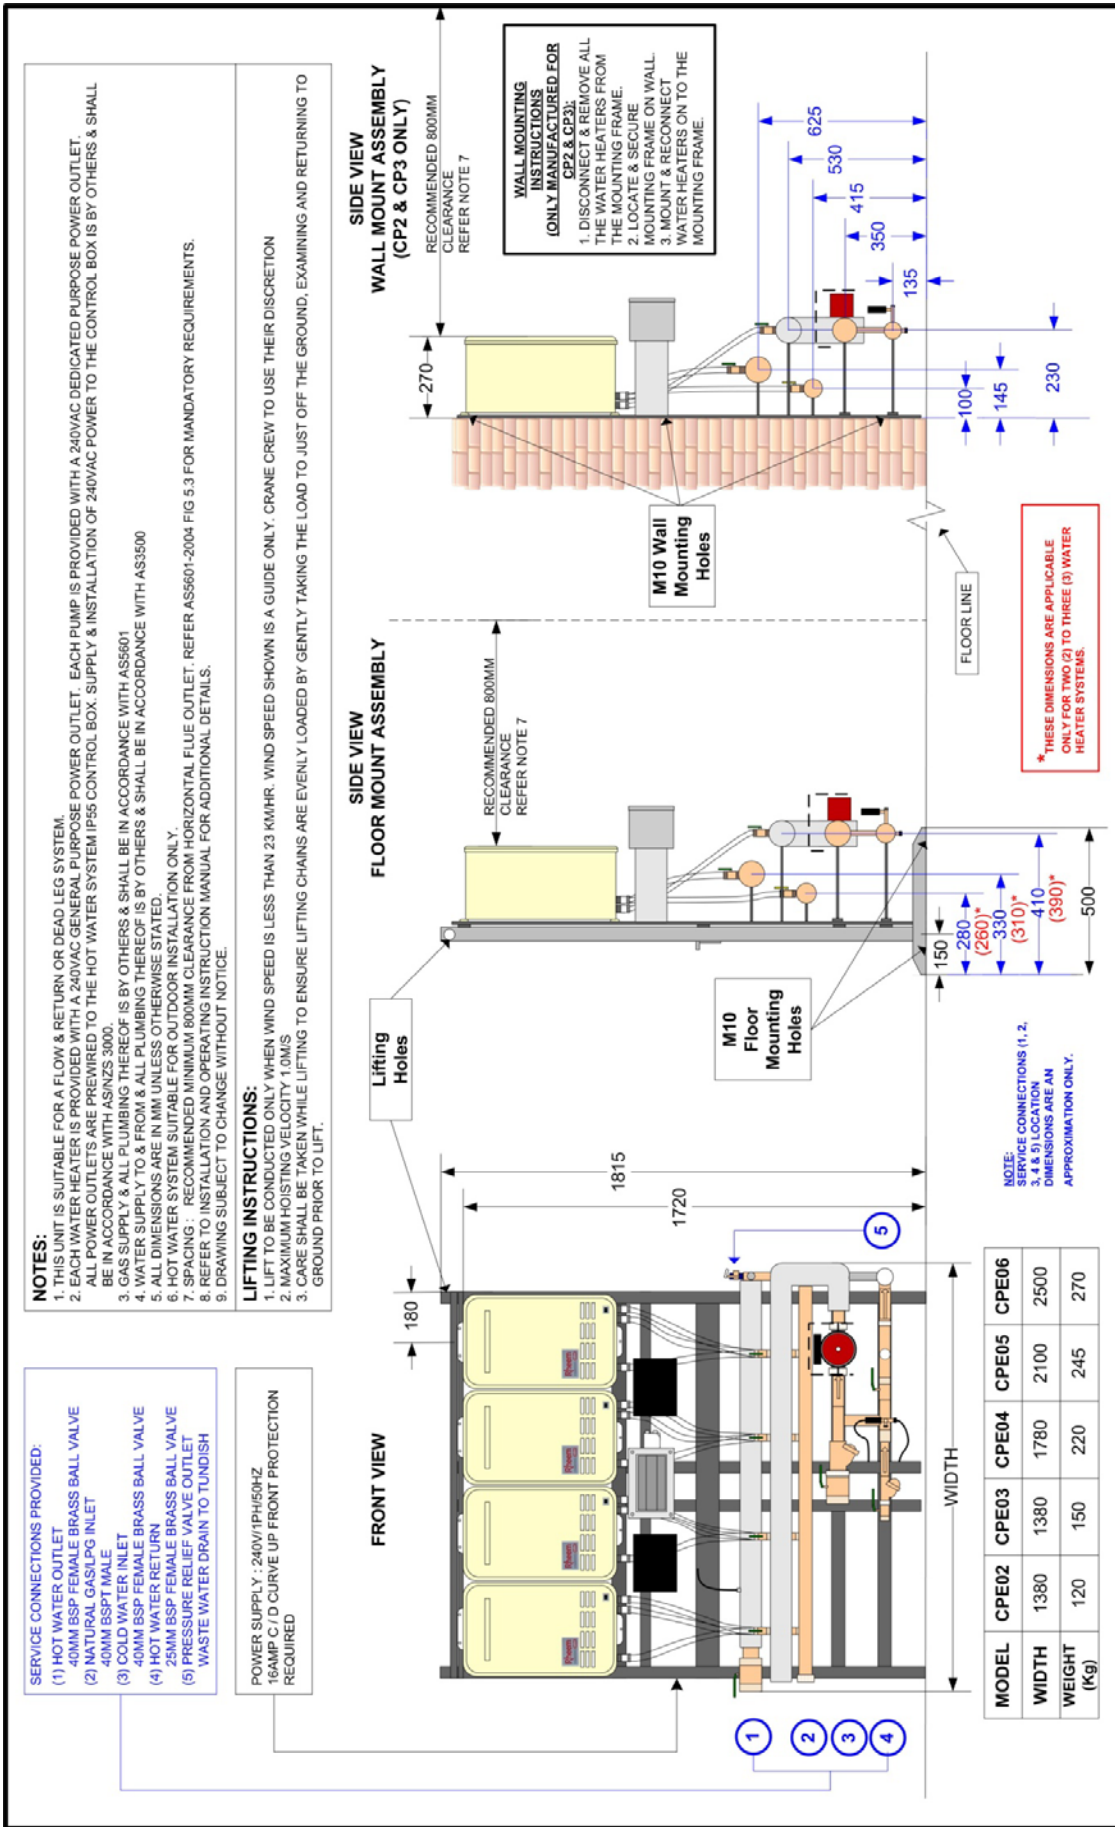 SERVICE CONNECTIONS PROVIDED:
(1) HOT WATER OUTLET
40MM BSP FEMALE BRASS BALL VALVE
(2) NATURAL GAS/LPG INLET
40MM BSPT MALE
(3) COLD WATER INLET
40MM BSP FEMALE BRASS BALL VALVE
(4) HOT WATER RETURN
25MM BSP FEMALE BRASS BALL VALVE
(5) PRESSURE RELIEF VALVE OUTLET
WASTE WATER DRAIN TO TUNDISH
POWER SUPPLY : 240V/1PH/50HZ
16AMP C / D CURVE UP FRONT PROTECTION
REQUIRED
NOTES:
1. THIS UNIT IS SUITABLE FOR A FLOW & RETURN OR DEAD LEG SYSTEM.
2. EACH WATER HEATER IS PROVIDED WITH A 240VAC GENERAL PURPOSE POWER OUTLET. EACH PUMP IS PROVIDED WITH A 240VAC DEDICATED PURPOSE POWER OUTLET.
ALL POWER OUTLETS ARE PREWIRED TO THE HOT WATER SYSTEM IP55 CONTROL BOX. SUPPLY & INSTALLATION OF 240VAC POWER TO THE CONTROL BOX IS BY OTHERS & SHALL
BE IN ACCORDANCE WITH AS/NZS 3000.
3. GAS SUPPLY & ALL PLUMBING THEREOF IS BY OTHERS & SHALL BE IN ACCORDANCE WITH AS5601
4. WATER SUPPLY TO & FROM & ALL PLUMBING THEREOF IS BY OTHERS & SHALL BE IN ACCORDANCE WITH AS3500
5. ALL DIMENSIONS ARE IN MM UNLESS OTHERWISE STATED.
6. HOT WATER SYSTEM SUITABLE FOR OUTDOOR INSTALLATION ONLY.
7. SPACING : RECOMMENDED MINIMUM 800MM CLEARANCE FROM HORIZONTAL FLUE OUTLET. REFER AS5601-2004 FIG 5.3 FOR MANDATORY REQUIREMENTS.
8. REFER TO INSTALLATION AND OPERATING INSTRUCTION MANUAL FOR ADDITIONAL DETAILS.
9. DRAWING SUBJECT TO CHANGE WITHOUT NOTICE.
LIFTING INSTRUCTIONS:
1. LIFT TO BE CONDUCTED ONLY WHEN WIND SPEED IS LESS THAN 23 KM/HR. WIND SPEED SHOWN IS A GUIDE ONLY. CRANE CREW TO USE THEIR DISCRETION
2. MAXIMUM HOISTING VELOCITY 1.0M/S
3. CARE SHALL BE TAKEN WHILE LIFTING TO ENSURE LIFTING CHAINS ARE EVENLY LOADED BY GENTLY TAKING THE LOAD TO JUST OFF THE GROUND, EXAMINING AND RETURNING TO
GROUND PRIOR TO LIFT.
FRONT VIEW
180
Rheem
Rheem
Rheem
Rheem
1720
1815
WIDTH
1
2
3
4
5
Lifting
Holes
SIDE VIEW
FLOOR MOUNT ASSEMBLY
RECOMMENDED 800MM
CLEARANCE
REFER NOTE 7
M10
Floor
Mounting
Holes
150
280
(260)*
330
(310)*
410
(390)*
500
SIDE VIEW
WALL MOUNT ASSEMBLY
(CP2 & CP3 ONLY)
RECOMMENDED 800MM
CLEARANCE
REFER NOTE 7
270
M10 Wall
Mounting
Holes
WALL MOUNTING
INSTRUCTIONS
(ONLY MANUFACTURED FOR
CP2 & CP3):
1. DISCONNECT & REMOVE ALL
THE WATER HEATERS FROM
THE MOUNTING FRAME.
2. LOCATE & SECURE
MOUNTING FRAME ON WALL.
3. MOUNT & RECONNECT
WATER HEATERS ON TO THE
MOUNTING FRAME.
625
530
415
350
135
100
145
230
FLOOR LINE
MODEL CPE02 CPE03 CPE04 CPE05 CPE06
WIDTH 1380 1380 1780 2100 2500
WEIGHT (Kg) 120 150 220 245 270
NOTE:
SERVICE CONNECTIONS (1, 2,
3, 4 & 5) LOCATION
DIMENSIONS ARE AN
APPROXIMATION ONLY.
*THESE DIMENSIONS ARE APPLICABLE
ONLY FOR TWO (2) TO THREE (3) WATER
HEATER SYSTEMS.